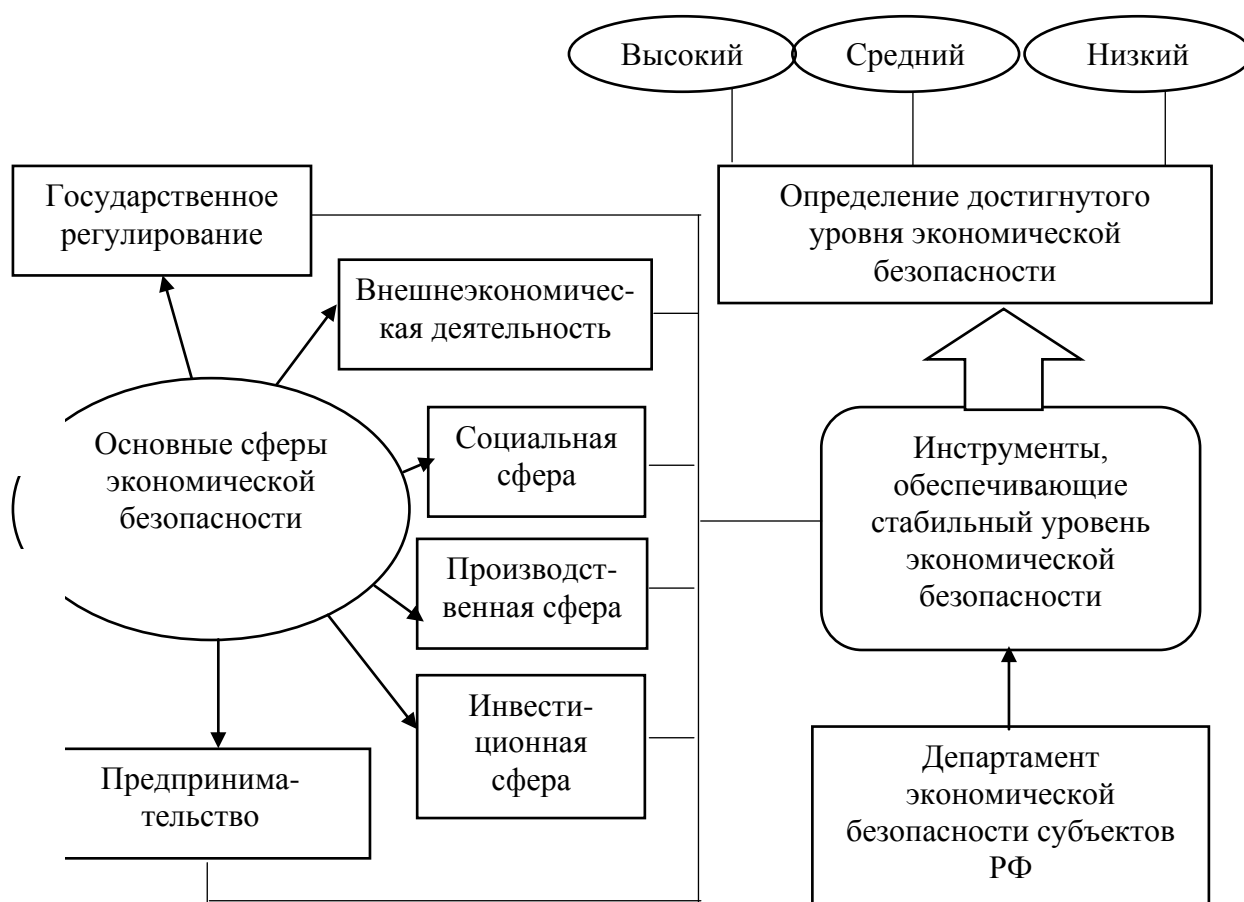 Высокий
Средний
Низкий
Государственное
регулирование
Определение достигнутого
уровня экономической
безопасности
Внешнеэкономичес-
кая деятельность
Основные сферы
экономической
безопасности
Социальная
сфера
Инструменты,
обеспечивающие
стабильный уровень
экономической
безопасности
Производст-
венная сфера
Инвести-
ционная
сфера
Предпринима-
тельство
Департамент
экономической
безопасности субъектов
РФ